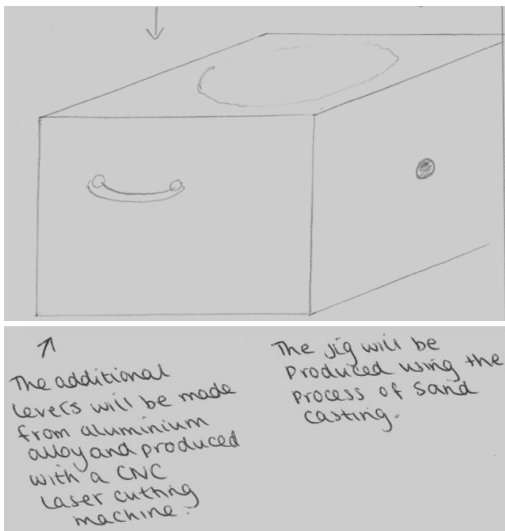 The additional
levers will be made
from aluminium
alloy and produced
with a CNC
laser cutting
machine.
The jig will be
produced using the
process of sand
casting.